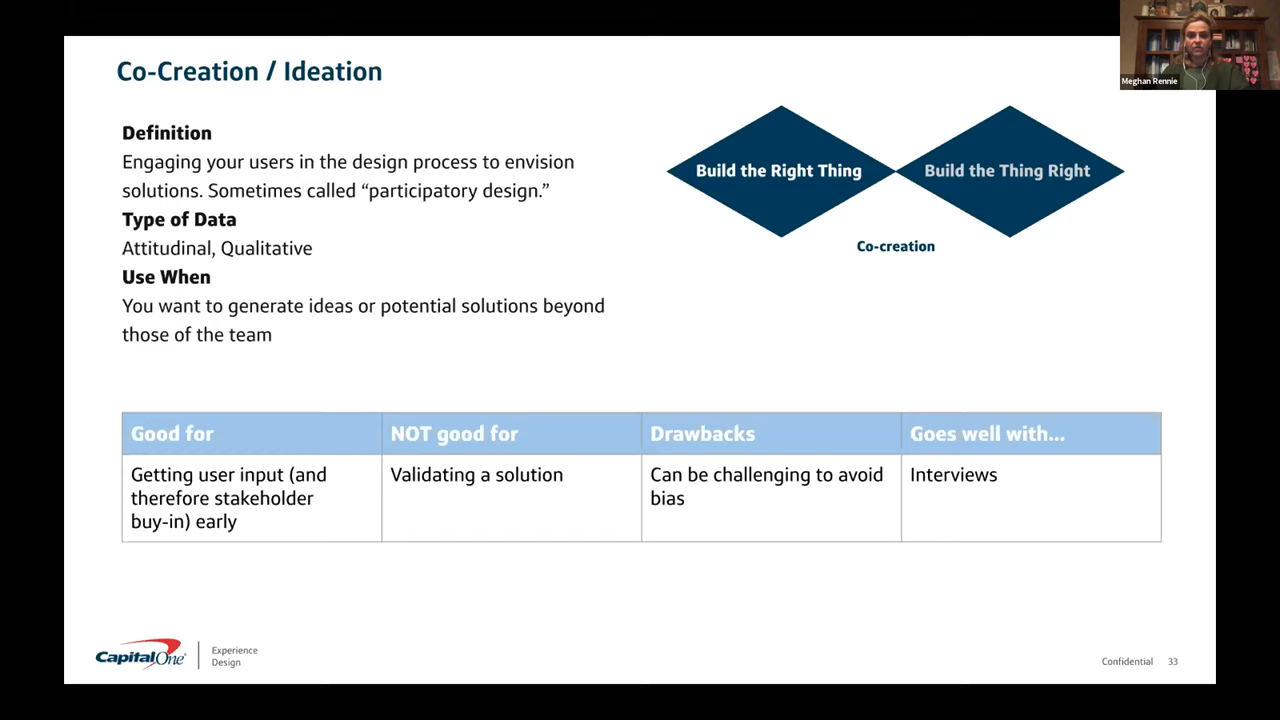 Co-Creation / Ideation
Meghan Rennie
Definition
Engaging your users in the design process to envision
solutions. Sometimes called “participatory design.”
Type of Data
Attitudinal, Qualitative
Use When
You want to generate ideas or potential solutions beyond
those of the team
Build the Right Thing
Build the Thing Right
Co-creation
Good for
NOT good for
Drawbacks
Goes well with...
Getting user input (and
therefore stakeholder
buy-in) early
Validating a solution
Can be challenging to avoid
bias
Interviews
Capital One
Experience
Design
Confidential
33